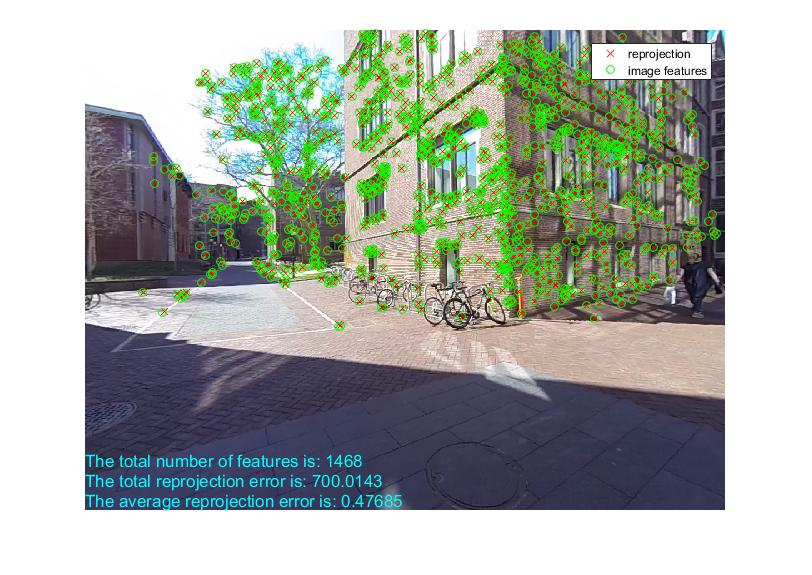 reprojection
image features
The total number of features is: 1468
The total reprojection error is: 700.0143
The average reprojection error is: 0.47685